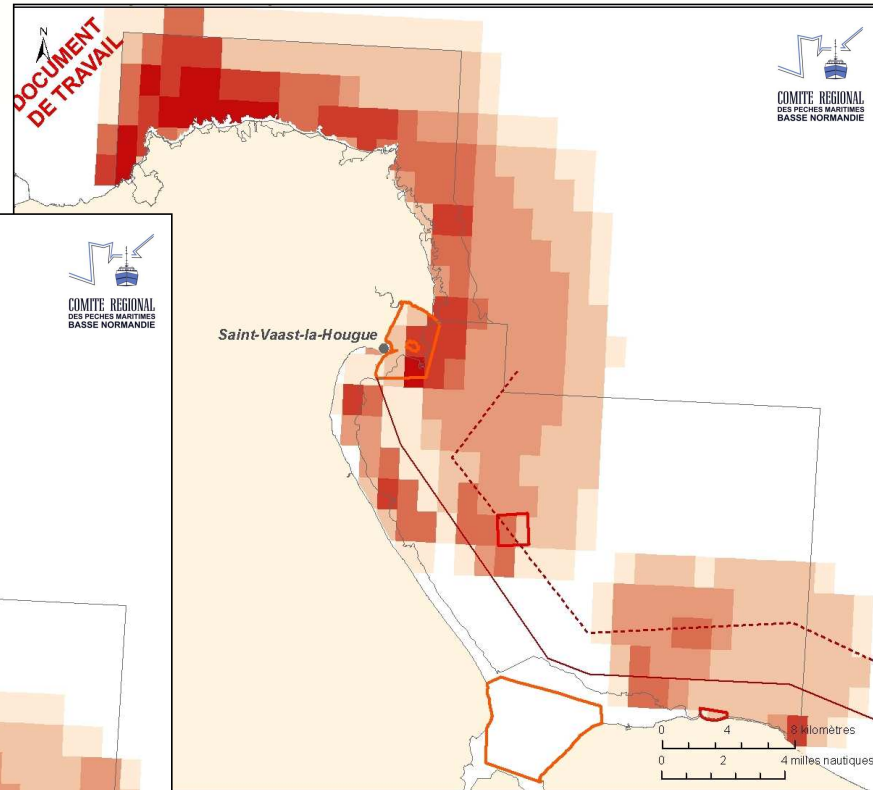 N
DOCUMENT
DE TRAVAIL
COMITE REGIONAL
DES PECHES MARITIMES
BASSE NORMANDIE
COMITE REGIONAL
DES PECHES MARITIMES
BASSE NORMANDIE
Saint-Vaast-la-Hougue
0 4 8 kilomètres
0 2 4 milles nautiques